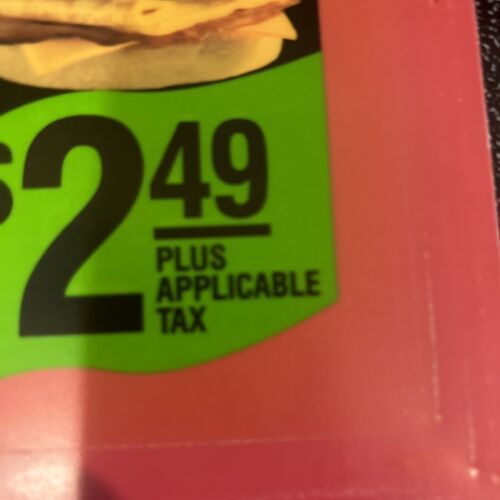 $2 49
PLUS
APPLICABLE
TAX